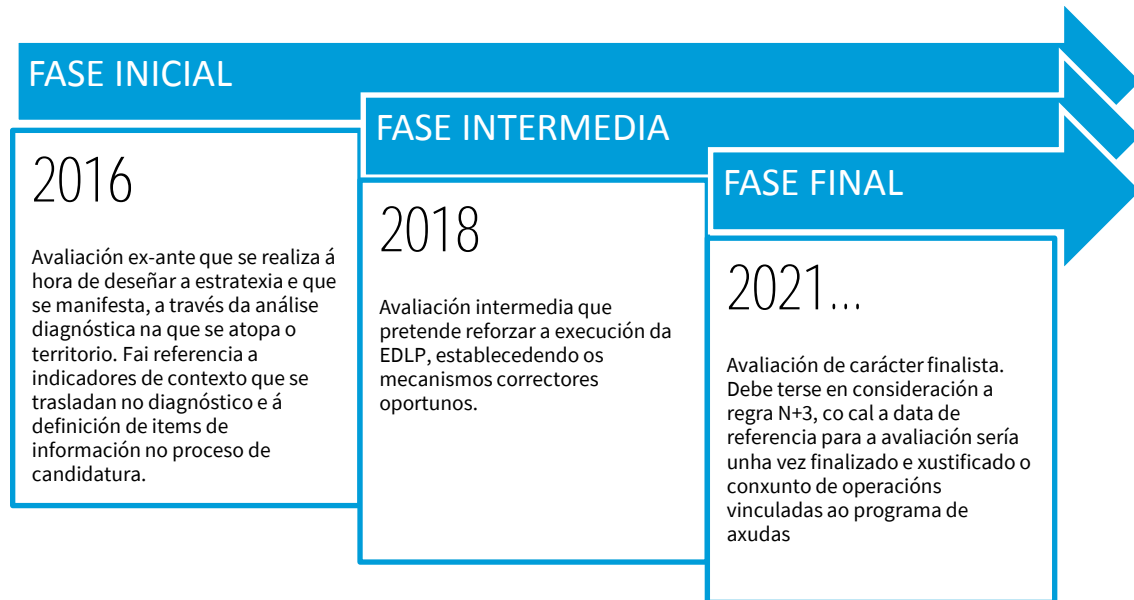 FASE INICIAL
2016
Avaliación ex-ante que se realiza á
hora de deseñar a estratexia e que
se manifesta, a través da análise
diagnóstica na que se atopa o
territorio. Fai referencia a
indicadores de contexto que se
trasladan no diagnóstico e á
definición de items de
información no proceso de
candidatura.
FASE INTERMEDIA
2018
Avaliación intermedia que
pretende reforzar a execución da
EDLP, establecedendo os
mecanismos correctores
oportunos.
FASE FINAL
2021...
Avaliación de carácter finalista.
Debe terse en consideración a
regra N+3, co cal a data de
referencia para a avaliación sería
unha vez finalizado e xustificado o
conxunto de operacións
vinculadas ao programa de
axudas